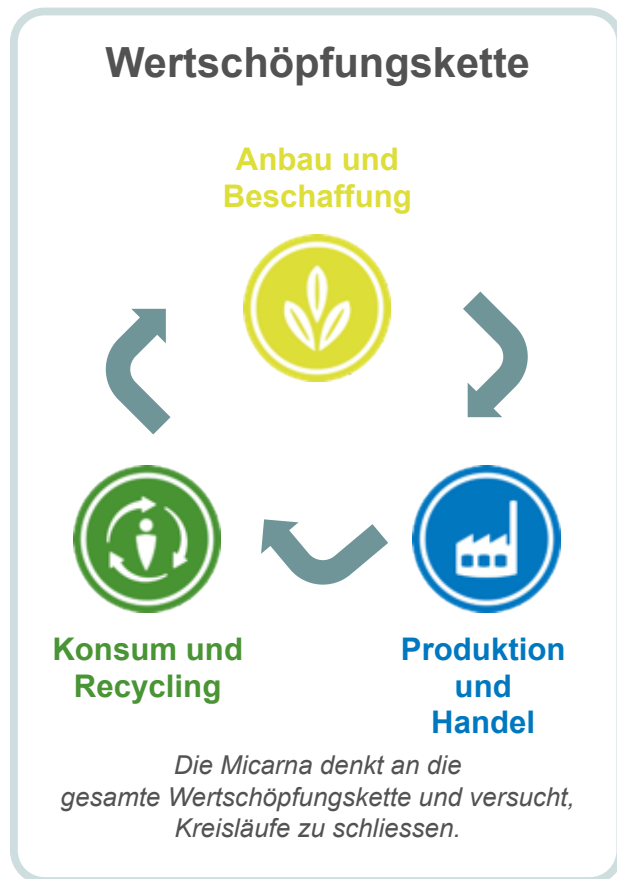 Wertschöpfungskette
Anbau und
Beschaffung
Konsum und
Recycling
Produktion
und
Handel
Die Micarna denkt an die
gesamte Wertschöpfungskette und versucht,
Kreisläufe zu schliessen.